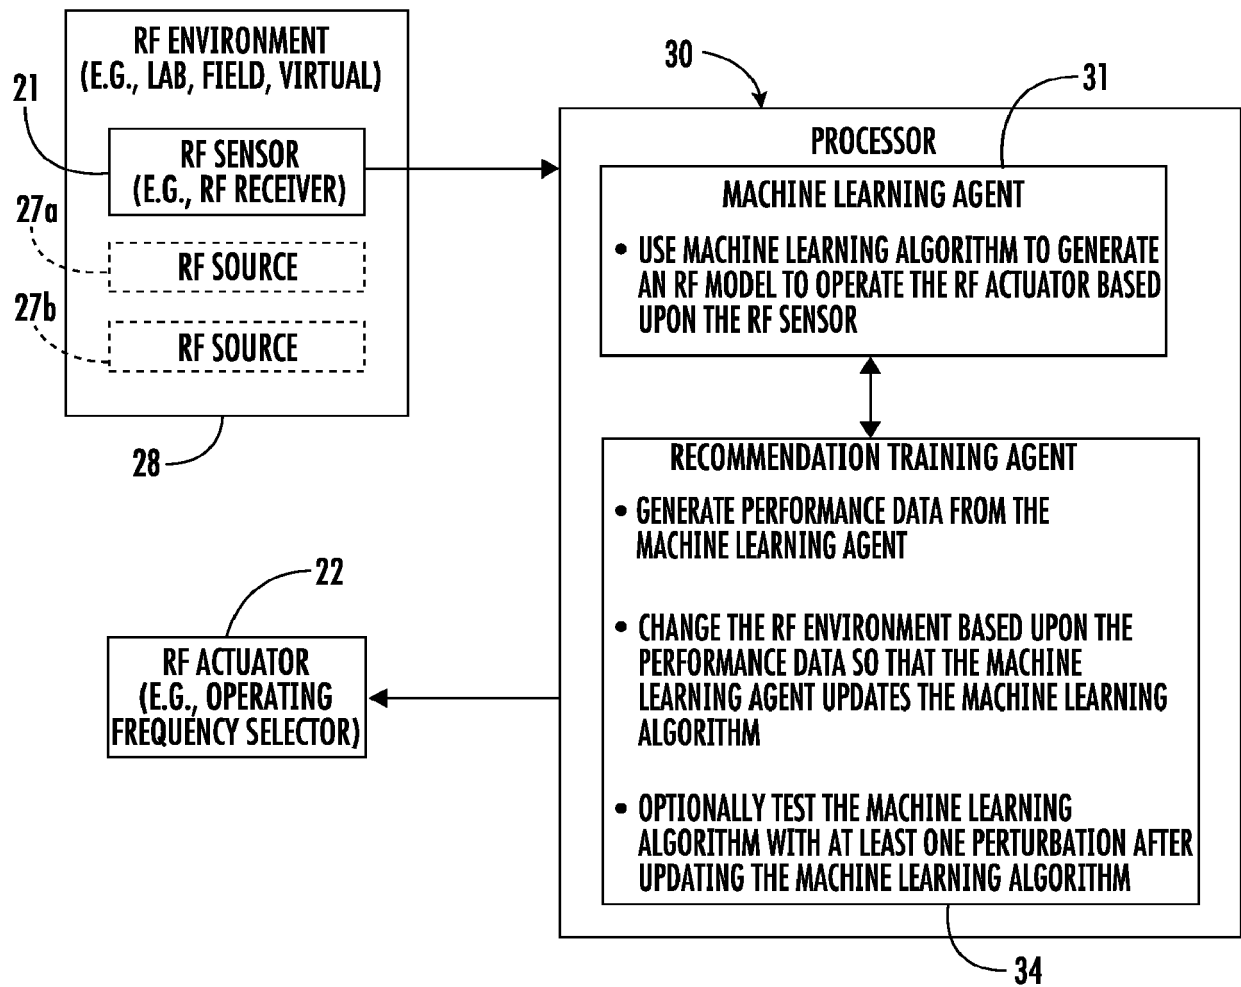 RF ENVIRONMENT
(E.G., LAB, FIELD, VIRTUAL)
21
RF SENSOR
(E.G., RF RECEIVER)
27a
RF SOURCE
27b
RF SOURCE
28
22
RF ACTUATOR
(E.G., OPERATING
FREQUENCY SELECTOR)
30
31
PROCESSOR
MACHINE LEARNING AGENT
• USE MACHINE LEARNING ALGORITHM TO GENERATE
AN RF MODEL TO OPERATE THE RF ACTUATOR BASED
UPON THE RF SENSOR
RECOMMENDATION TRAINING AGENT
• GENERATE PERFORMANCE DATA FROM THE
MACHINE LEARNING AGENT
• CHANGE THE RF ENVIRONMENT BASED UPON THE
PERFORMANCE DATA SO THAT THE MACHINE
LEARNING AGENT UPDATES THE MACHINE LEARNING
ALGORITHM
• OPTIONALLY TEST THE MACHINE LEARNING
ALGORITHM WITH AT LEAST ONE PERTURBATION AFTER
UPDATING THE MACHINE LEARNING ALGORITHM
34